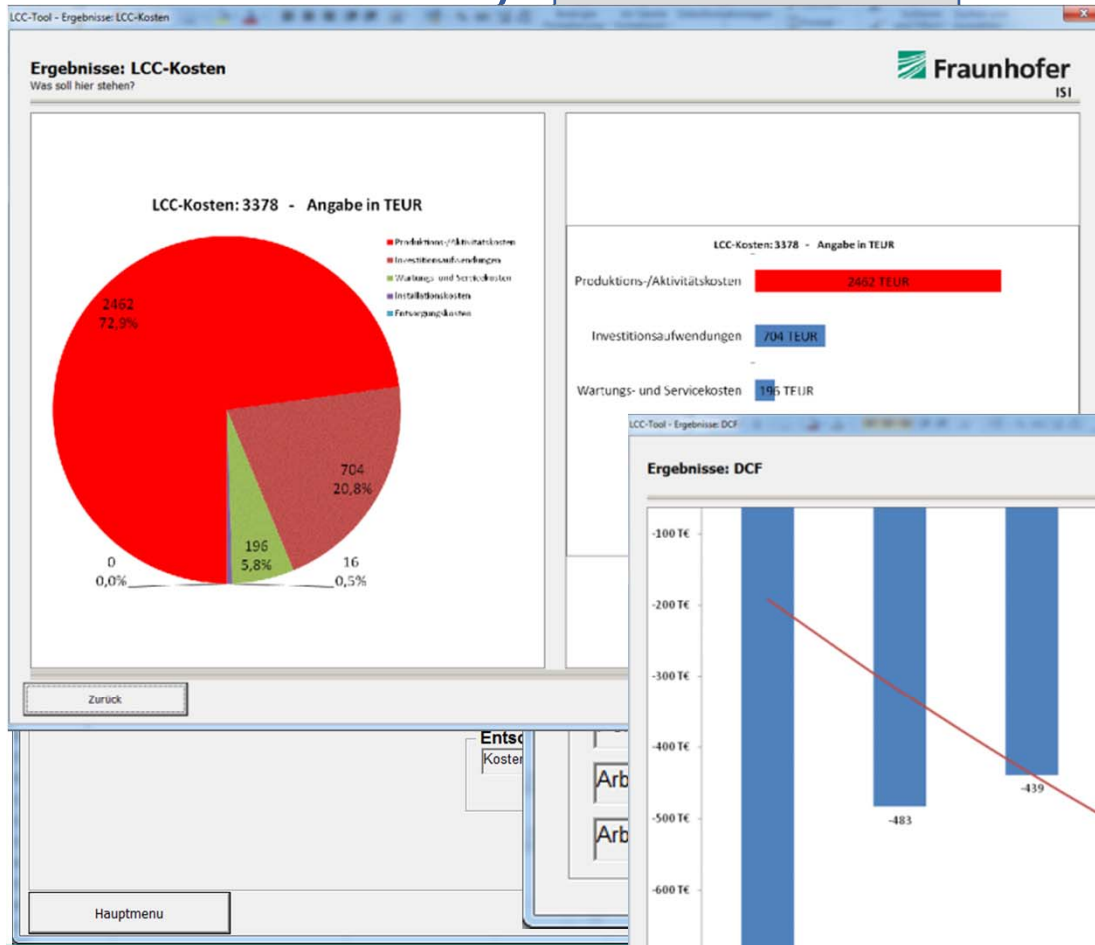 LCC-Tool - Ergebnisse: LCC-Kosten
Ergebnisse: LCC-Kosten
Was soll hier stehen?
Fraunhofer
ISI
LCC-Kosten: 3378 - Angabe in TEUR
Produktions-/Aktivitätskosten
Investitionsaufwendungen
Wartungs- und Servicekosten
Installationskosten
Entsorgungskosten
2462
72,9%
704
20,8%
196
5,8%
16
0,5%
0
0,0%
LCC-Kosten: 3378 - Angabe in TEUR
Produktions-/Aktivitätskosten
2462 TEUR
Investitionsaufwendungen
704 TEUR
Wartungs- und Servicekosten
196 TEUR
Zurück
LCC-Tool - Ergebnisse: DCF
Ergebnisse: DCF
-100 T€
-200 T€
-300 T€
-400 T€
-500 T€
-600 T€
-483
-439
Entsc
Kosten
Arb
Arb
Hauptmenu